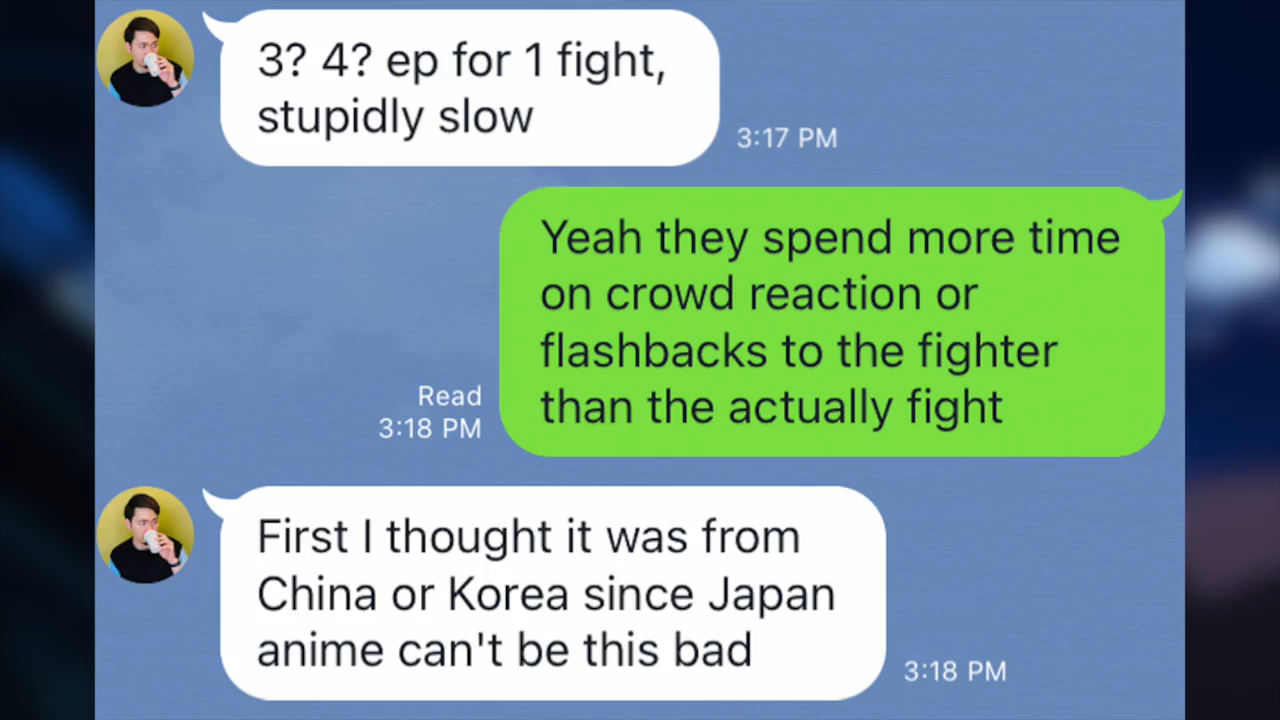 3? 4? ep for 1 fight,
stupidly slow
3:17 PM
Yeah they spend more time
on crowd reaction or
flashbacks to the fighter
than the actually fight
Read
3:18 PM
First I thought it was from
China or Korea since Japan
anime can't be this bad
3:18 PM